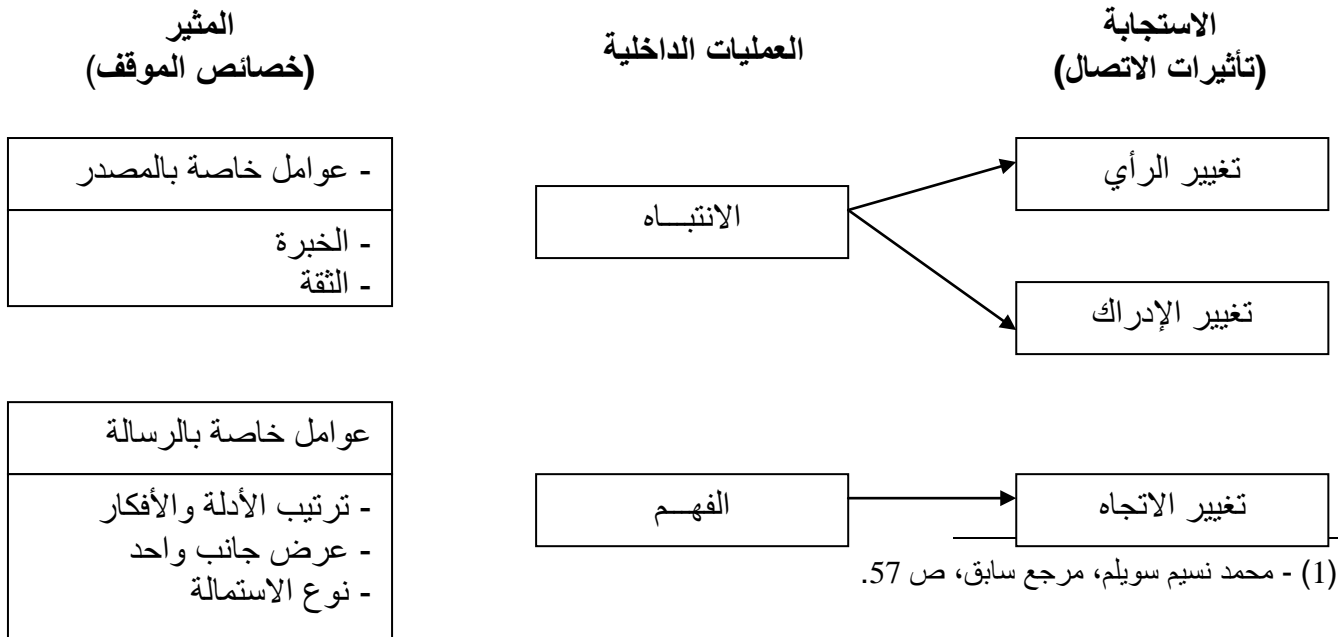 المثير
(خصائص الموقف)
العمليات الداخلية
الاستجابة
(تأثيرات الاتصال)
- عوامل خاصة بالمصدر
- الخبرة
- الثقة
الانتبـــاه
تغيير الرأي
تغيير الإدراك
عوامل خاصة بالرسالة
- ترتيب الأدلة والأفكار
- عرض جانب واحد
- نوع الاستمالة
الفهـــم
تغيير الاتجاه
(1) - محمد نسيم سويلم، مرجع سابق، ص 57.